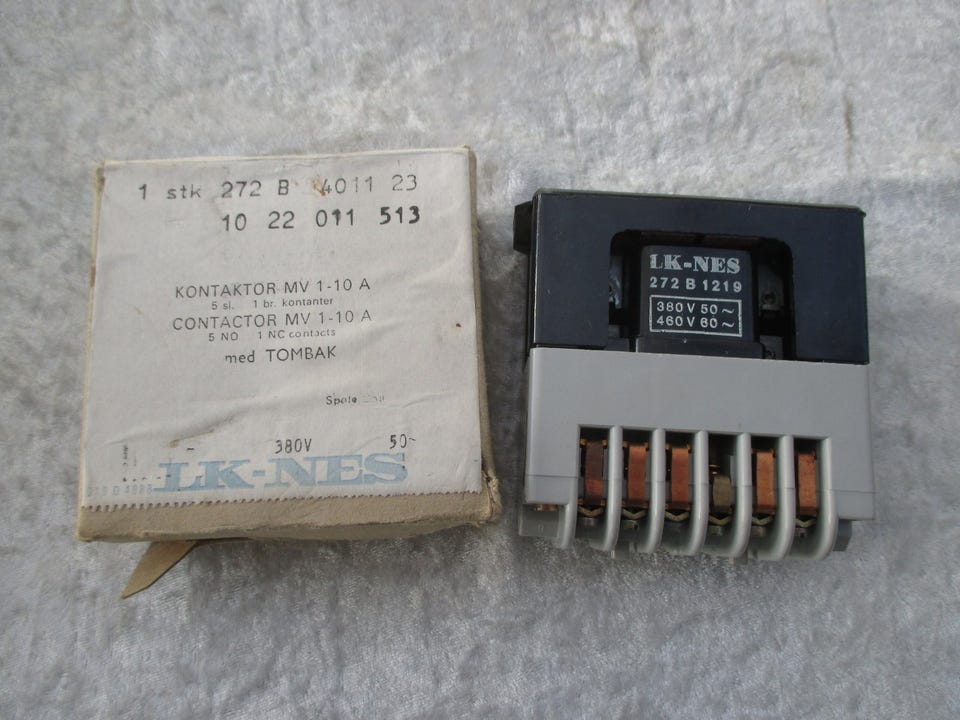 1 stk 272 B 4011 23
10 22 011 513
KONTAKTOR MV 1-10 A
5 sl. 1 br. kontanter
CONTACTOR MV 1-10 A
5 NO 1 NC contacts
med TOMBAK
Spole
380V 50~
LK-NES
LK-NES
272 B 1219
380 V 50 ~
460 V 60 ~